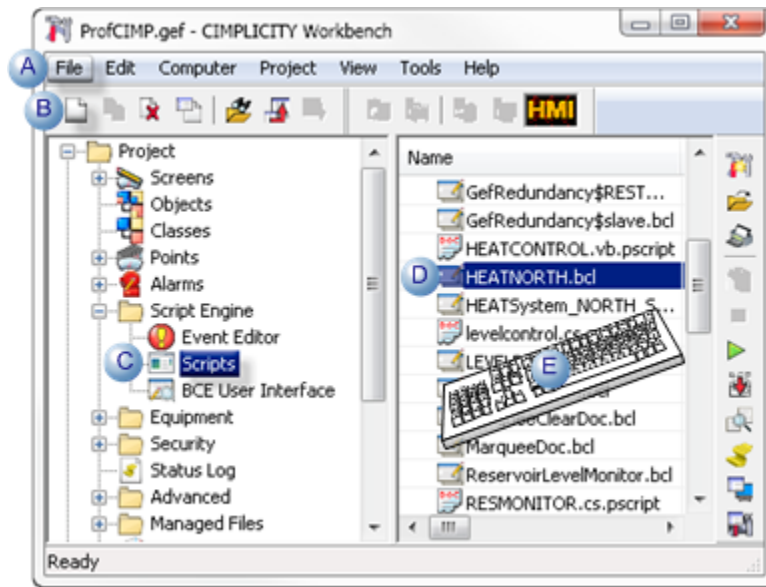 ProfCIMP.gef - CIMPLICITY Workbench
A File Edit Computer Project View Tools Help
B HMI
Project
Screens
Objects
Classes
Points
Alarms
Script Engine
Event Editor
C Scripts
BCE User Interface
Equipment
Security
Status Log
Advanced
Managed Files
Name
GefRedundancy$REST...
GefRedundancy$slave.bcl
HEATCONTROL.vb.pscript
D HEATNORTH.bcl
HEATSystem_NORTH_S...
levelcontrol.cs
E
MarqueeDoc.bcl
ReservoirLevelMonitor.bcl
RESMONITOR.cs.pscript
Ready